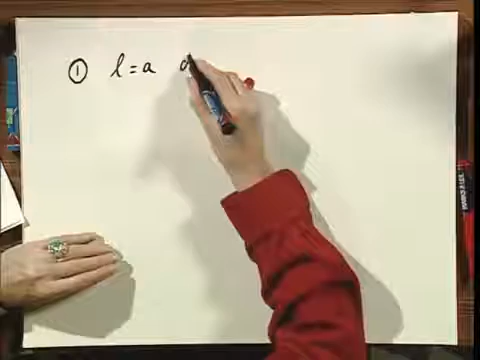 ① l = a